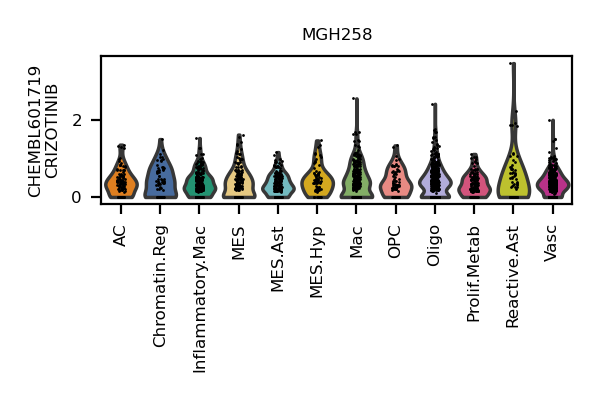 MGH258
CHEMBL601719
CRIZOTINIB
2
0
AC
Chromatin.Reg
Inflammatory.Mac
MES
MES.Ast
MES.Hyp
Mac
OPC
Oligo
Prolif.Metab
Reactive.Ast
Vasc